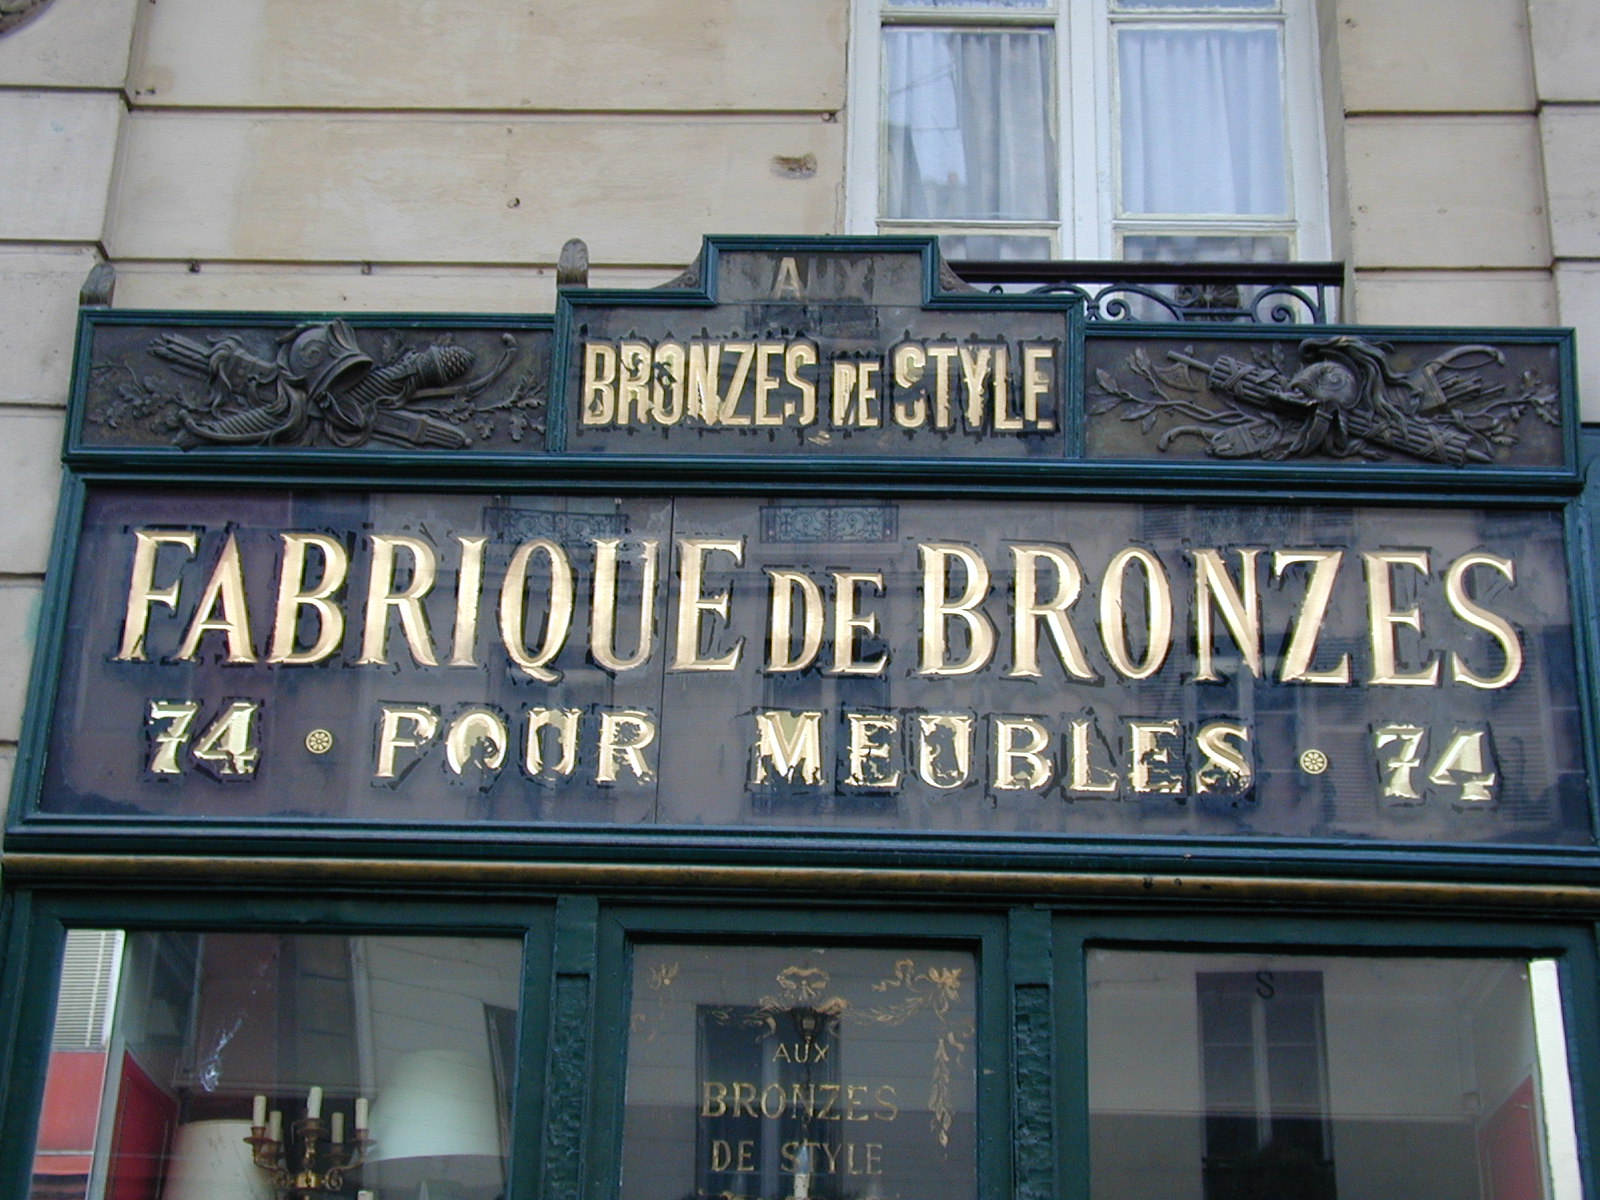 AUX
BRONZES DE STYLE
FABRIQUE DE BRONZES
74 • POUR MEUBLES • 74
AUX
BRONZES
DE STYLE
S